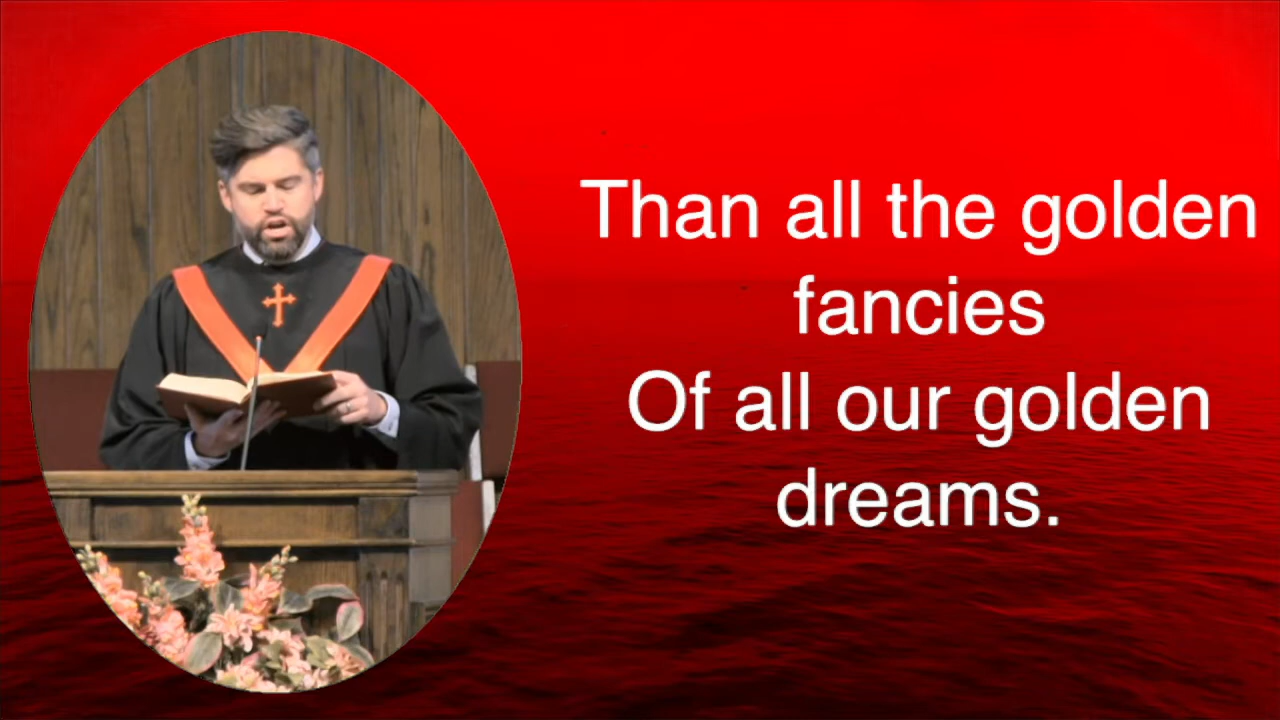 Than all the golden
fancies
Of all our golden
dreams.